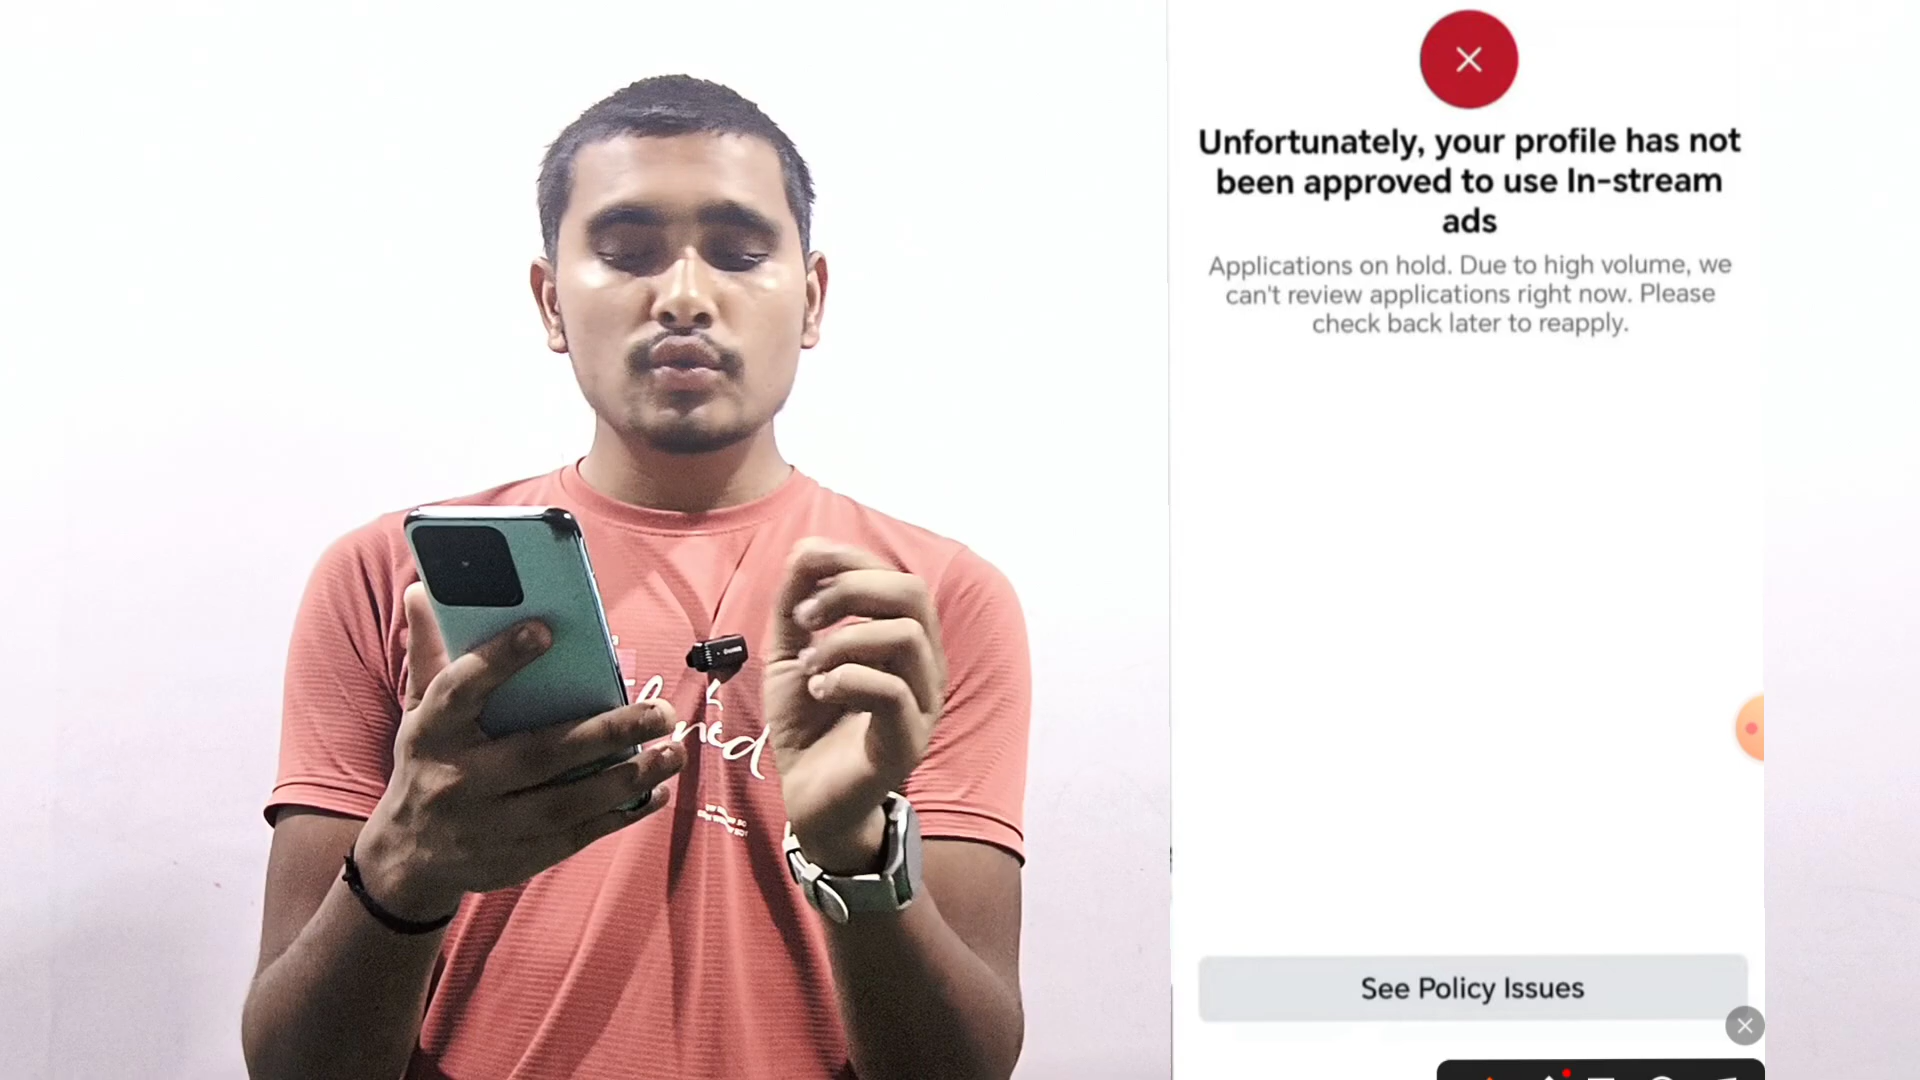 Unfortunately, your profile has not
been approved to use In-stream
ads
Applications on hold. Due to high volume, we
can't review applications right now. Please
check back later to reapply.
See Policy Issues